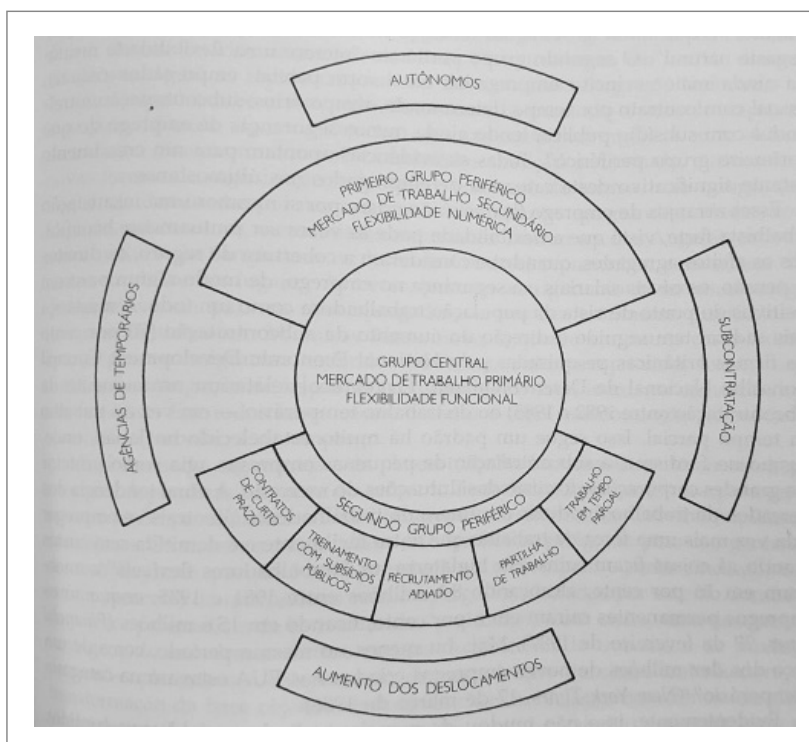 AUTÔNOMOS
PRIMEIRO GRUPO PERIFÉRICO
MERCADO DE TRABALHO SECUNDÁRIO
FLEXIBILIDADE NUMÉRICA
AGÊNCIAS DE TEMPORÁRIOS
SUBCONTRATAÇÃO
GRUPO CENTRAL
MERCADO DE TRABALHO PRIMÁRIO
FLEXIBILIDADE FUNCIONAL
SEGUNDO GRUPO PERIFÉRICO
CONTRATOS
DE CURTO
PRAZO
TREINAMENTO
COM SUBSÍDIOS
PÚBLICOS
RECRUTAMENTO
ADIADO
PARTILHA
DE TRABALHO
TRABALHO
EM TEMPO
PARCIAL
AUMENTO DOS DESLOCAMENTOS